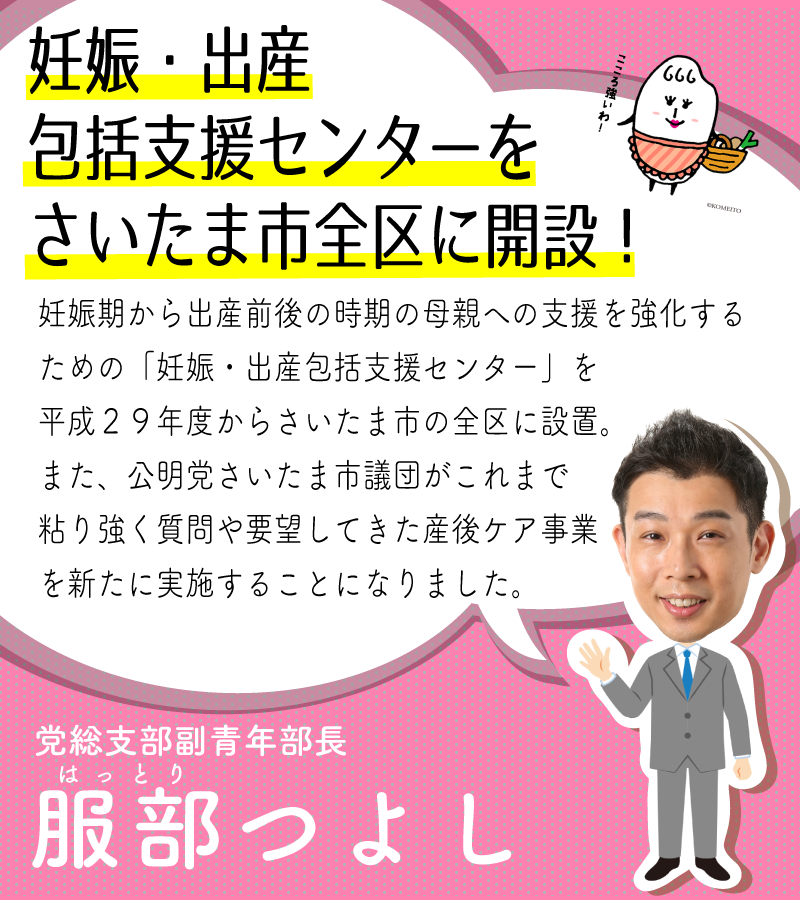 妊娠・出産
包括支援センターを
さいたま市全区に開設！
こころ強いわ！
©KOMEITO
妊娠期から出産前後の時期の母親への支援を強化する
ための「妊娠・出産包括支援センター」を
平成２９年度からさいたま市の全区に設置。
また、公明党さいたま市議団がこれまで
粘り強く質問や要望してきた産後ケア事業
を新たに実施することになりました。
党総支部副青年部長
はっとり
服部つよし